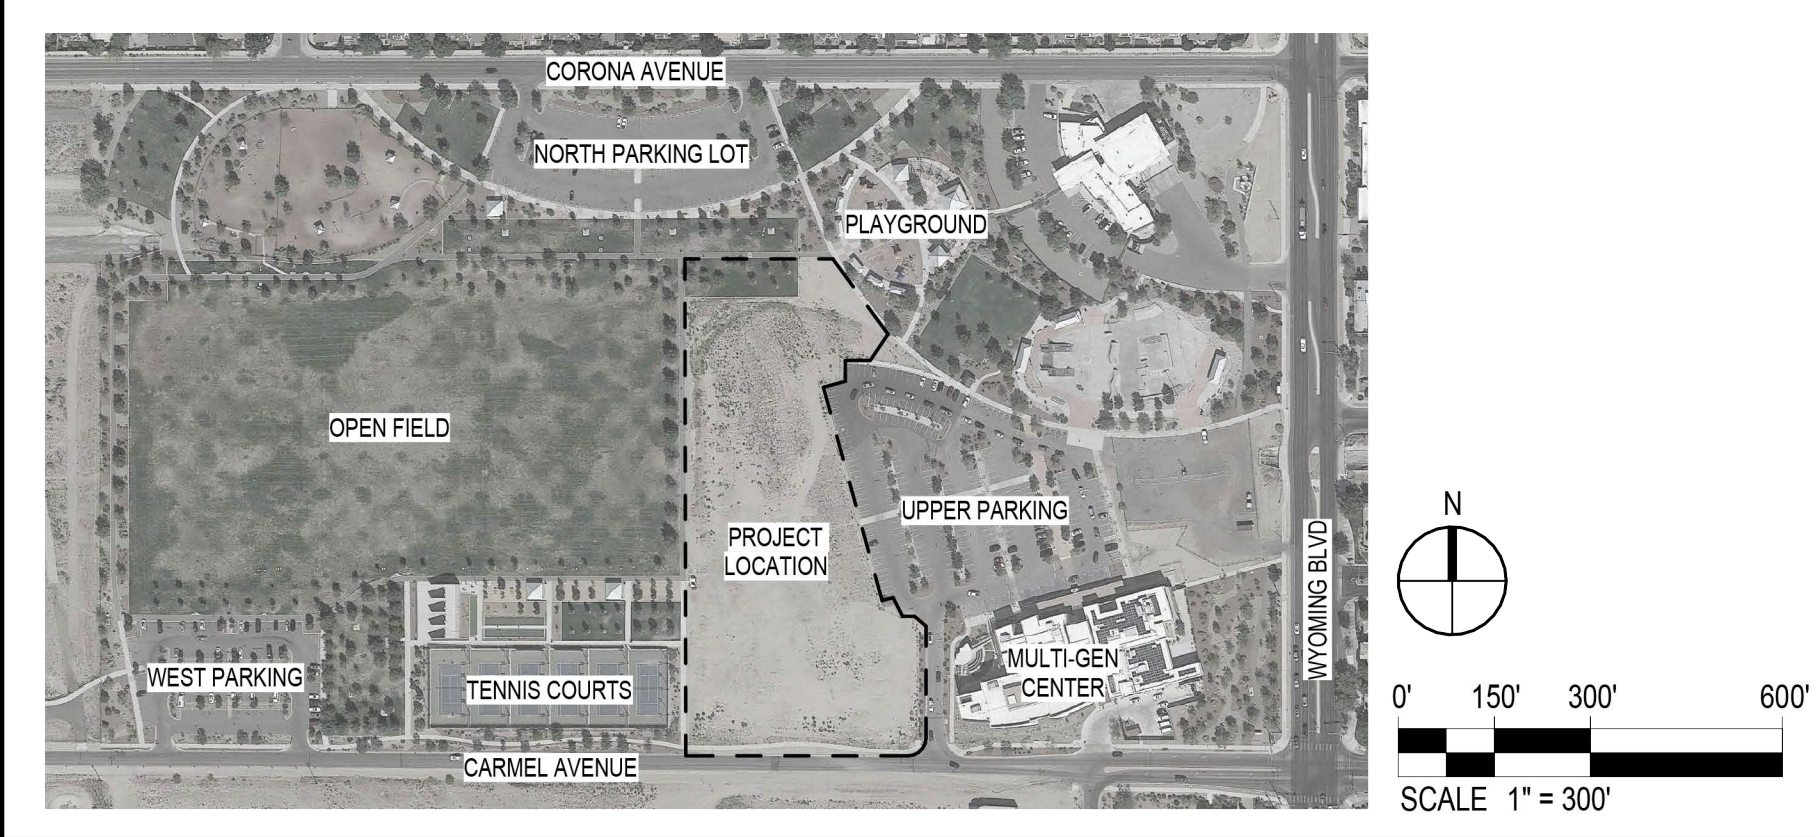 CORONA AVENUE
NORTH PARKING LOT
PLAYGROUND
OPEN FIELD
UPPER PARKING
PROJECT
LOCATION
WYOMING BLVD
N
MULTI-GEN
CENTER
WEST PARKING
TENNIS COURTS
CARMEL AVENUE
0' 150' 300' 600'
SCALE 1" = 300'